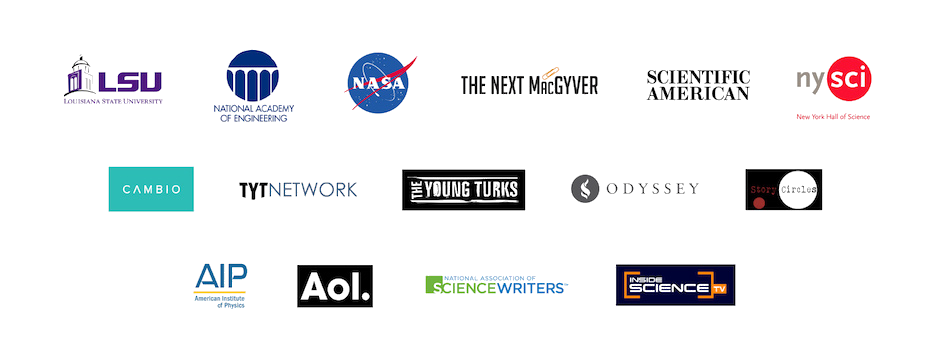 LSU
LOUISIANA STATE UNIVERSITY
NATIONAL ACADEMY
OF ENGINEERING
NASA
THE NEXT MACGYVER
SCIENTIFIC
AMERICAN
nysci
New York Hall of Science
CAMBIO
TYTNETWORK
THE YOUNG TURKS
ODYSSEY
Story Circles
AIP
American Institute
of Physics
Aol.
NATIONAL ASSOCIATION OF
SCIENCEWRITERS™
INSIDE
SCIENCE TV